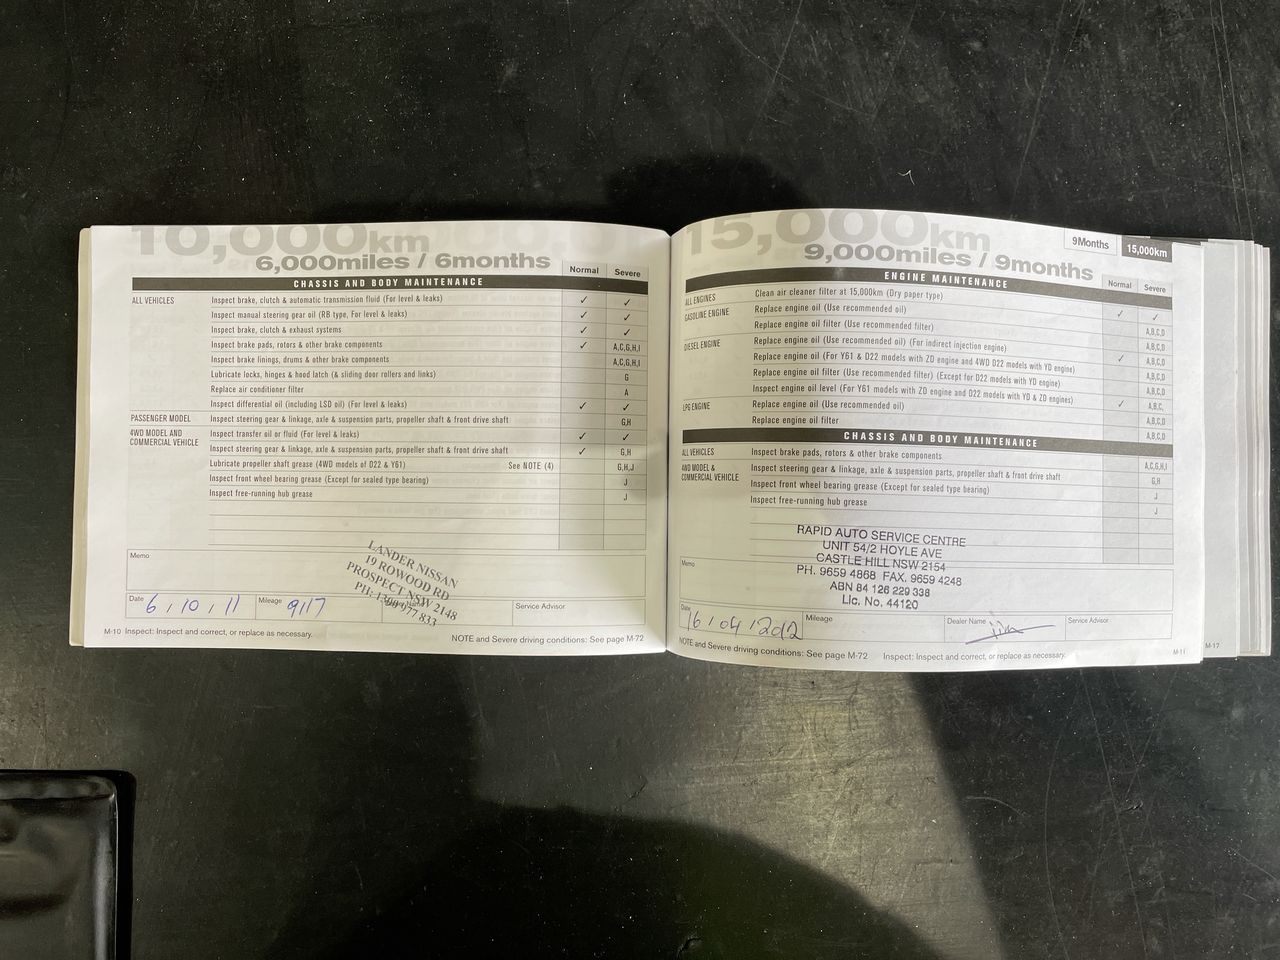 10,000km
6,000miles / 6months
Normal Severe
CHASSIS AND BODY MAINTENANCE
ALL VEHICLES Inspect brake, clutch & automatic transmission fluid (For level & leaks) ✓ ✓
Inspect manual steering gear oil (RB type, For level & leaks) ✓ ✓
Inspect brake, clutch & exhaust systems ✓ ✓
Inspect brake pads, rotors & other brake components ✓ A,C,G,H,I
Inspect brake linings, drums & other brake components A,C,G,H,I
Lubricate locks, hinges & hood latch (& sliding door rollers and links) G
Replace air conditioner filter A
Inspect differential oil (including LSD oil) (For level & leaks) ✓ ✓
PASSENGER MODEL Inspect steering gear & linkage, axle & suspension parts, propeller shaft & front drive shaft G,H
4WD MODEL AND COMMERCIAL VEHICLE Inspect transfer oil or fluid (For level & leaks) ✓ ✓
Inspect steering gear & linkage, axle & suspension parts, propeller shaft & front drive shaft ✓ G,H
Lubricate propeller shaft grease (4WD models of D22 & Y61) See NOTE (4) G,H,J
Inspect front wheel bearing grease (Except for sealed type bearing) J
Inspect free-running hub grease J
Memo
LANDER NISSAN
19 ROWOOD RD
PROSPECT NSW 2148
PH: 1300 177 833
Date 6, 10, 11 Mileage 9117 Service Advisor
M-10 Inspect: Inspect and correct, or replace as necessary.
NOTE and Severe driving conditions: See page M-72
15,000km
9,000miles / 9months
9Months 15,000km
Normal Severe
ENGINE MAINTENANCE
ALL ENGINES Clean air cleaner filter at 15,000km (Dry paper type) ✓
GASOLINE ENGINE Replace engine oil (Use recommended oil) ✓ A,B,C,D
Replace engine oil filter (Use recommended filter) A,B,C,D
DIESEL ENGINE Replace engine oil (Use recommended oil) (For indirect injection engine) ✓ A,B,C,D
Replace engine oil (For Y61 & D22 models with ZD engine and 4WD D22 models with YD engine) A,B,C,D
Replace engine oil filter (Use recommended filter) (Except for D22 models with YD engine) A,B,C,D
Inspect engine oil level (For Y61 models with ZD engine and D22 models with YD & ZD engines) ✓ A,B,C,
LPG ENGINE Replace engine oil (Use recommended oil) A,B,C,D
Replace engine oil filter
CHASSIS AND BODY MAINTENANCE
ALL VEHICLES Inspect brake pads, rotors & other brake components A,C,G,H,I
4WD MODEL & COMMERCIAL VEHICLE Inspect steering gear & linkage, axle & suspension parts, propeller shaft & front drive shaft G,H
Inspect front wheel bearing grease (Except for sealed type bearing) J
Inspect free-running hub grease J
RAPID AUTO SERVICE CENTRE
UNIT 54/2 HOYLE AVE
CASTLE HILL NSW 2154
PH. 9659 4868 FAX. 9659 4248
ABN 84 126 229 338
Lic. No. 44120
Memo
Date 16, 04, 2012 Mileage Dealer Name Jim Service Advisor
NOTE and Severe driving conditions: See page M-72 Inspect: Inspect and correct, or replace as necessary. M-11
M-12